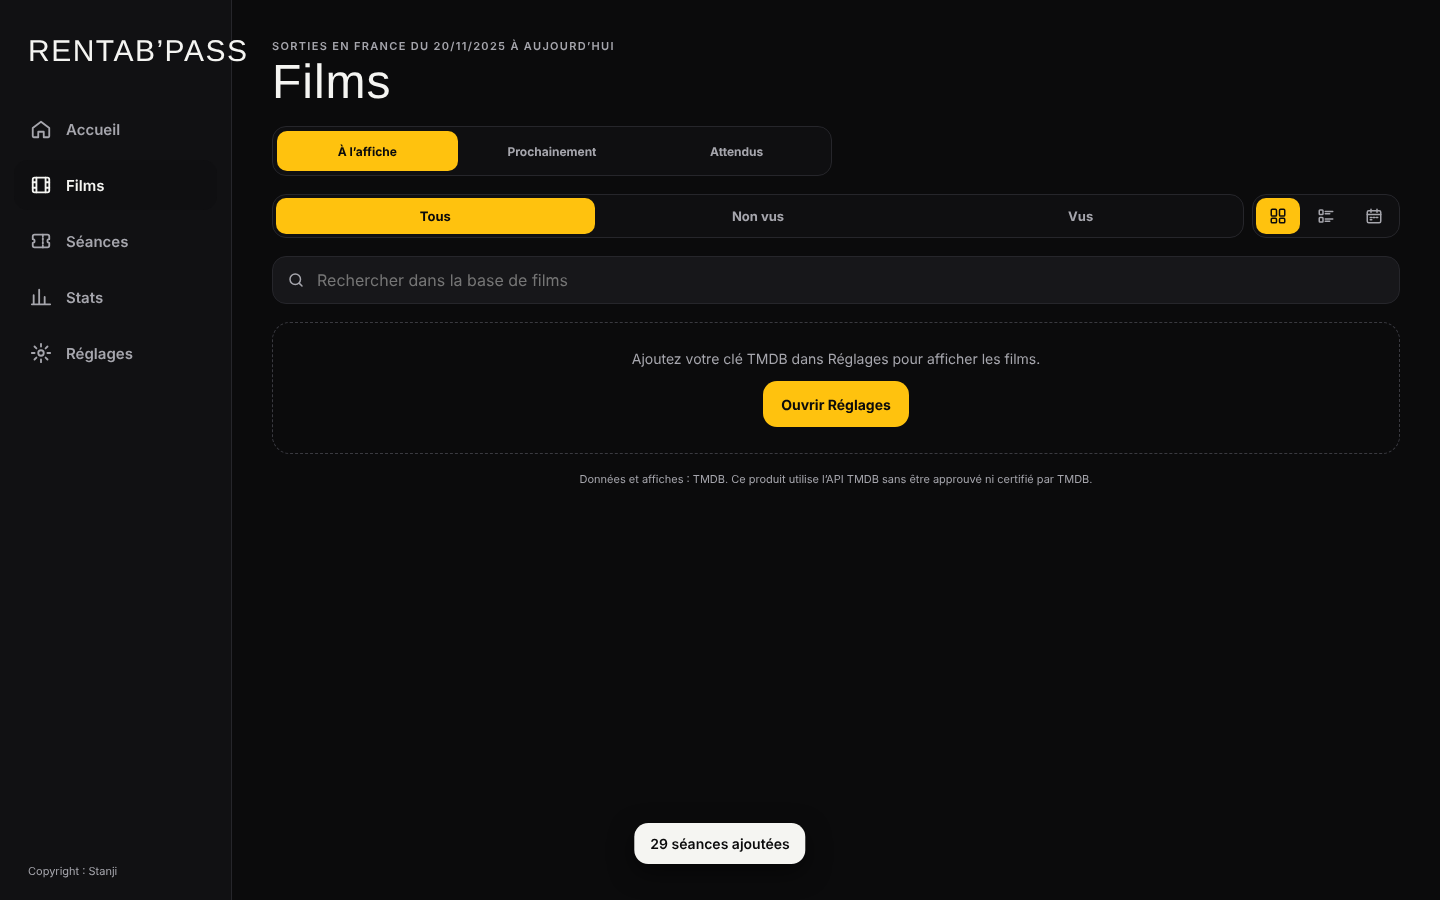 RENTAB’PASS
Accueil
Films
Séances
Stats
Réglages
Copyright : Stanji
SORTIES EN FRANCE DU 20/11/2025 À AUJOURD’HUI
Films
À l’affiche
Prochainement
Attendus
Tous
Non vus
Vus
Rechercher dans la base de films
Ajoutez votre clé TMDB dans Réglages pour afficher les films.
Ouvrir Réglages
Données et affiches : TMDB. Ce produit utilise l’API TMDB sans être approuvé ni certifié par TMDB.
29 séances ajoutées